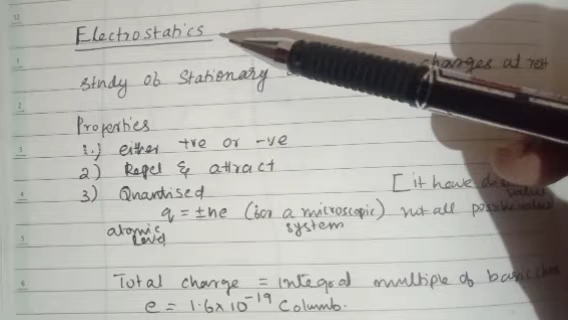 Electrostatics
study of stationary charges at rest
Properties
1.) either +ve or -ve
2) Repel & attract
3) Quantised [it have
q = ±ne (for a microscopic) not all possible
atomic level system
Total charge = integral multiple of basic
e = 1.6x10⁻¹⁹ Columb.